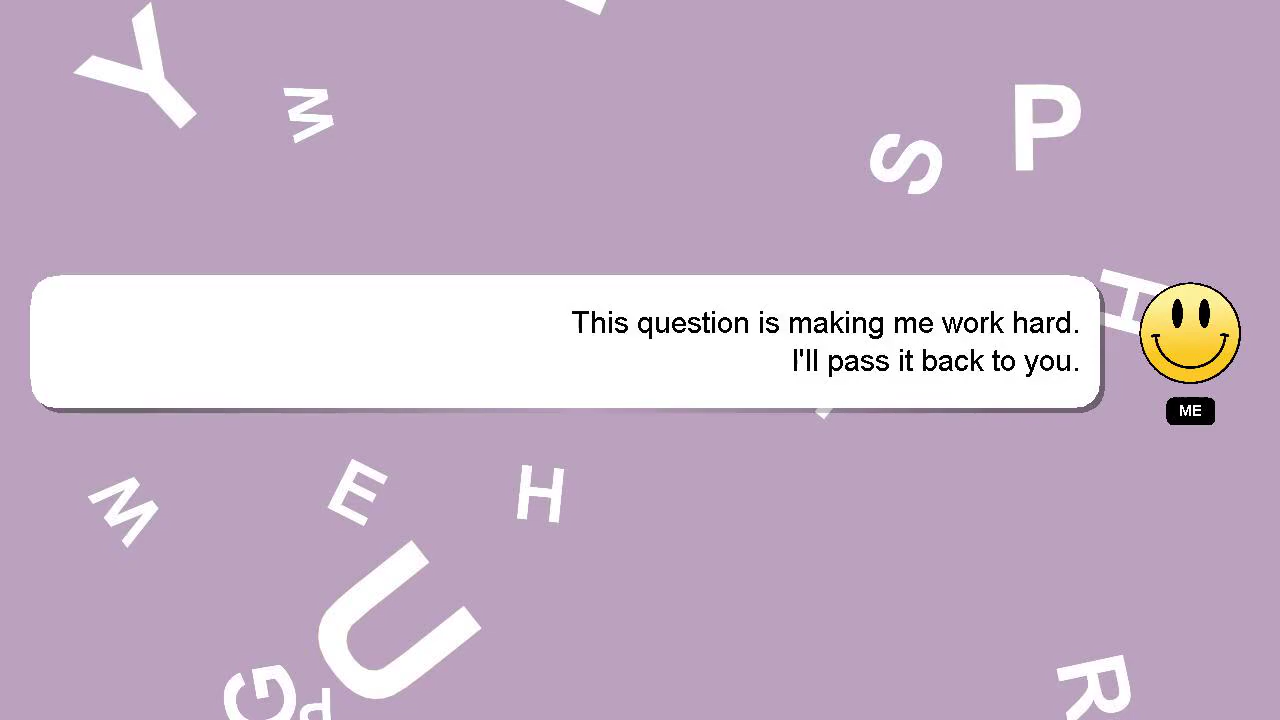 Y
W
P
S
H
This question is making me work hard.
I'll pass it back to you.
ME
E
H
M
U
G
P
R